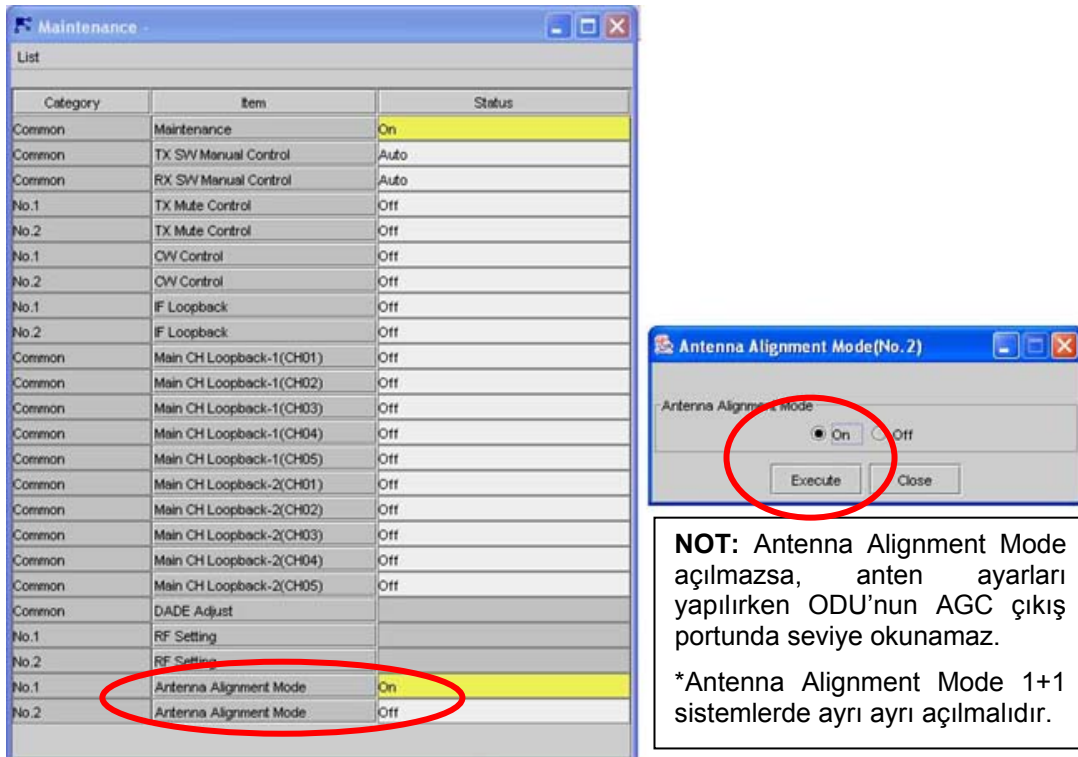 Maintenance -
List
Category Item Status
Common Maintenance On
Common TX SW Manual Control Auto
Common RX SW Manual Control Auto
No.1 TX Mute Control Off
No.2 TX Mute Control Off
No.1 CW Control Off
No.2 CW Control Off
No.1 IF Loopback Off
No.2 IF Loopback Off
Common Main CH Loopback-1(CH01) Off
Common Main CH Loopback-1(CH02) Off
Common Main CH Loopback-1(CH03) Off
Common Main CH Loopback-1(CH04) Off
Common Main CH Loopback-1(CH05) Off
Common Main CH Loopback-2(CH01) Off
Common Main CH Loopback-2(CH02) Off
Common Main CH Loopback-2(CH03) Off
Common Main CH Loopback-2(CH04) Off
Common Main CH Loopback-2(CH05) Off
Common DADE Adjust
No.1 RF Setting
No.2 RF Setting
No.1 Antenna Alignment Mode On
No.2 Antenna Alignment Mode Off
Antenna Alignment Mode(No.2)
Antenna Alignment Mode
On Off
Execute Close
NOT: Antenna Alignment Mode
açılmazsa, anten ayarları
yapılırken ODU’nun AGC çıkış
portunda seviye okunamaz.
*Antenna Alignment Mode 1+1
sistemlerde ayrı ayrı açılmalıdır.